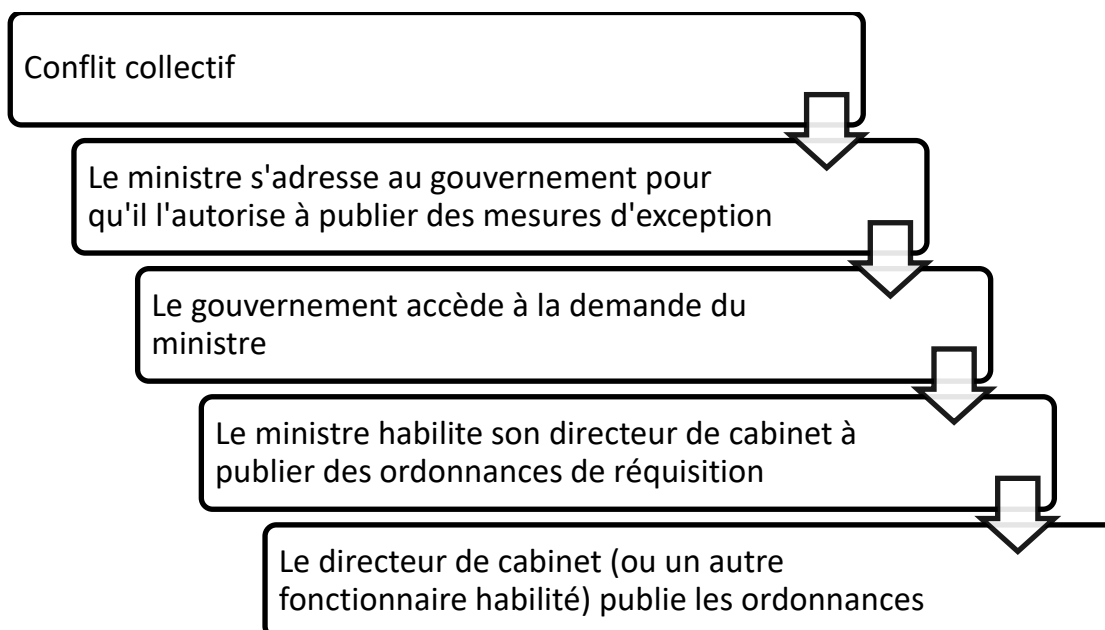 Conflit collectif
Le ministre s'adresse au gouvernement pour
qu'il l'autorise à publier des mesures d'exception
Le gouvernement accède à la demande du
ministre
Le ministre habilite son directeur de cabinet à
publier des ordonnances de réquisition
Le directeur de cabinet (ou un autre
fonctionnaire habilité) publie les ordonnances